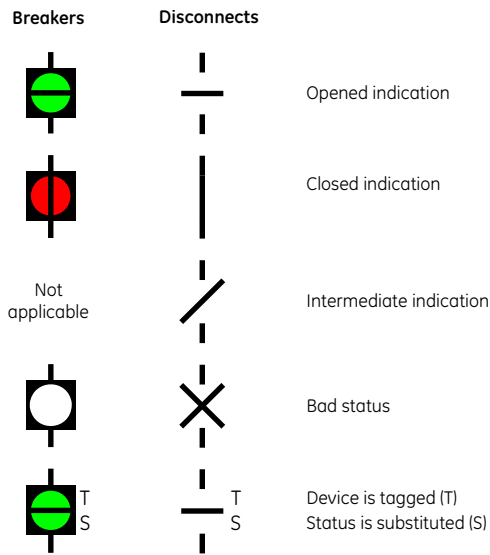 Breakers Disconnects
Opened indication
Closed indication
Not
applicable
Intermediate indication
Bad status
T T Device is tagged (T)
S S Status is substituted (S)